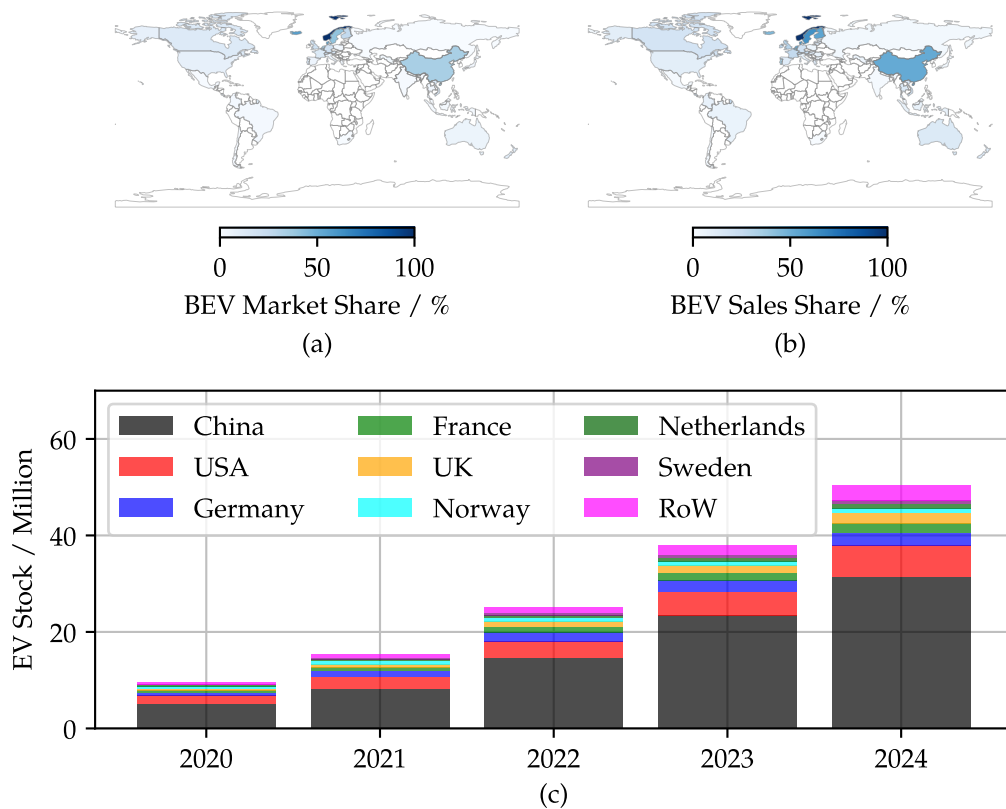 0 50 100
BEV Market Share / %
(a)
0 50 100
BEV Sales Share / %
(b)
EV Stock / Million
60
40
20
0
China France Netherlands
USA UK Sweden
Germany Norway RoW
2020 2021 2022 2023 2024
(c)